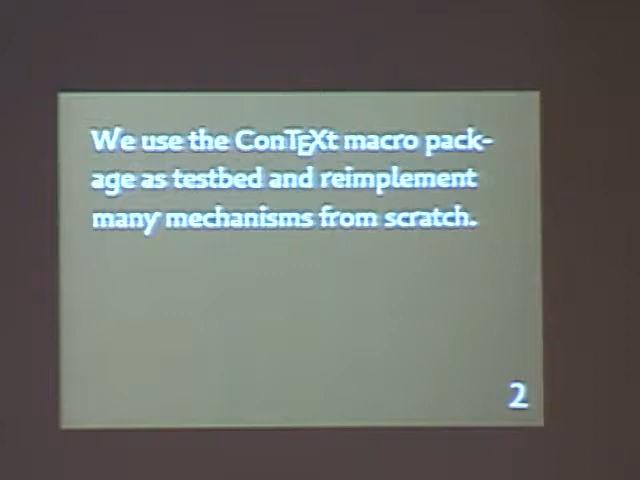 We use the ConTEXt macro pack-
age as testbed and reimplement
many mechanisms from scratch.
2